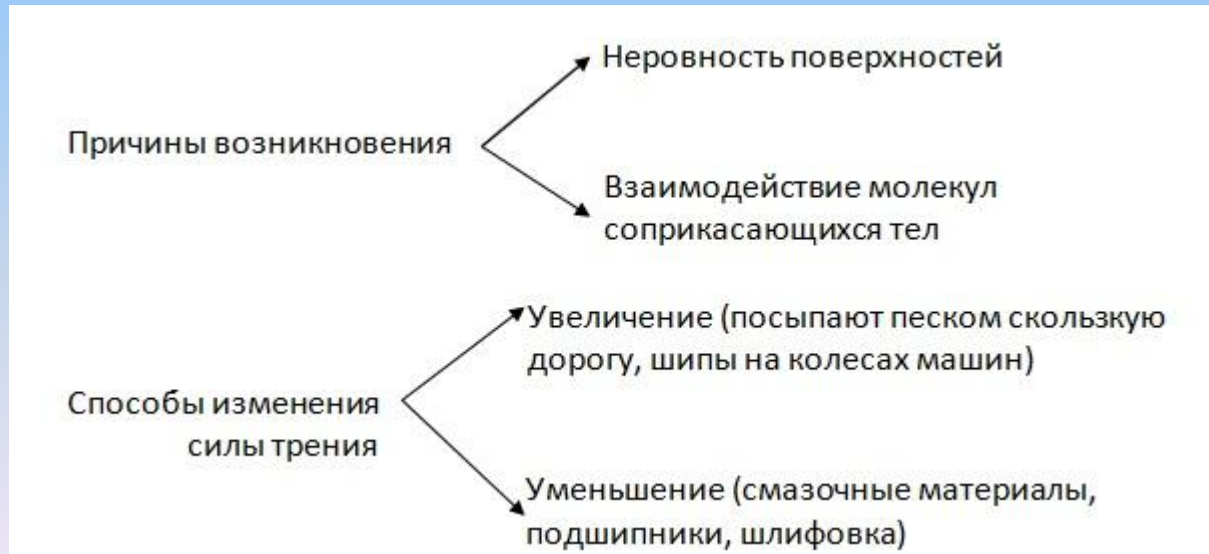 Неровность поверхностей
Причины возникновения
Взаимодействие молекул
соприкасающихся тел
Увеличение (посыпают песком скользкую
дорогу, шипы на колесах машин)
Способы изменения
силы трения
Уменьшение (смазочные материалы,
подшипники, шлифовка)